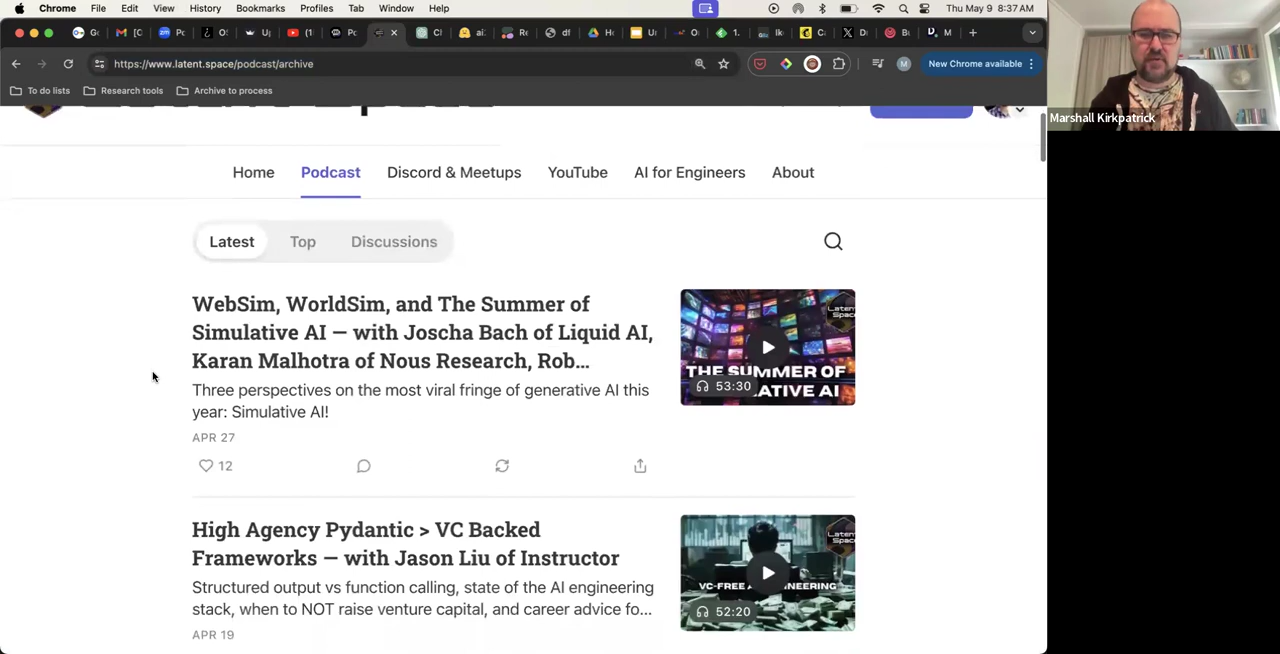 Chrome File Edit View History Bookmarks Profiles Tab Window Help Thu May 9 8:37 AM
https://www.latent.space/podcast/archive
New Chrome available
To do lists Research tools Archive to process
Marshall Kirkpatrick
Home Podcast Discord & Meetups YouTube AI for Engineers About
Latest Top Discussions
WebSim, WorldSim, and The Summer of
Simulative AI — with Joscha Bach of Liquid AI,
Karan Malhotra of Nous Research, Rob...
Three perspectives on the most viral fringe of generative AI this
year: Simulative AI!
APR 27
12
THE SUMMER OF
ATIVE AI
53:30
High Agency Pydantic > VC Backed
Frameworks — with Jason Liu of Instructor
Structured output vs function calling, state of the AI engineering
stack, when to NOT raise venture capital, and career advice fo...
APR 19
VC-FREE A GINEERING
52:20